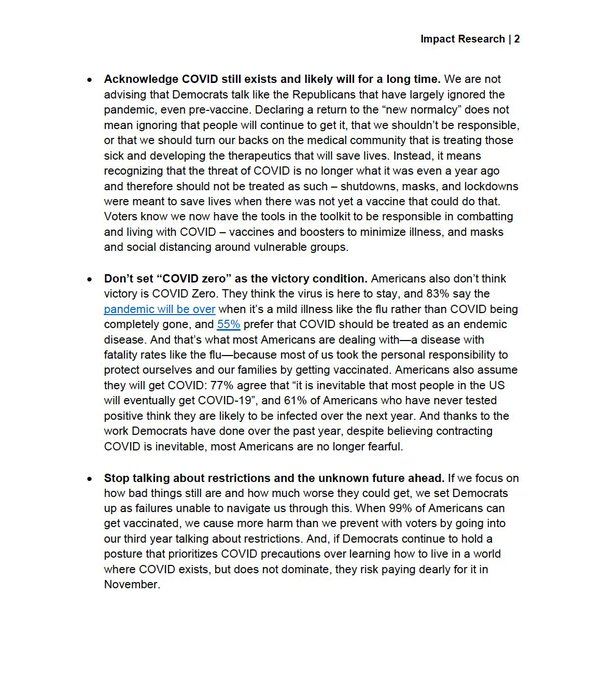 Impact Research | 2
• Acknowledge COVID still exists and likely will for a long time. We are not
advising that Democrats talk like the Republicans that have largely ignored the
pandemic, even pre-vaccine. Declaring a return to the “new normalcy” does not
mean ignoring that people will continue to get it, that we shouldn’t be responsible,
or that we should turn our backs on the medical community that is treating those
sick and developing the therapeutics that will save lives. Instead, it means
recognizing that the threat of COVID is no longer what it was even a year ago
and therefore should not be treated as such – shutdowns, masks, and lockdowns
were meant to save lives when there was not yet a vaccine that could do that.
Voters know we now have the tools in the toolkit to be responsible in combatting
and living with COVID – vaccines and boosters to minimize illness, and masks
and social distancing around vulnerable groups.
• Don’t set “COVID zero” as the victory condition. Americans also don’t think
victory is COVID Zero. They think the virus is here to stay, and 83% say the
pandemic will be over when it’s a mild illness like the flu rather than COVID being
completely gone, and 55% prefer that COVID should be treated as an endemic
disease. And that’s what most Americans are dealing with—a disease with
fatality rates like the flu—because most of us took the personal responsibility to
protect ourselves and our families by getting vaccinated. Americans also assume
they will get COVID: 77% agree that “it is inevitable that most people in the US
will eventually get COVID-19”, and 61% of Americans who have never tested
positive think they are likely to be infected over the next year. And thanks to the
work Democrats have done over the past year, despite believing contracting
COVID is inevitable, most Americans are no longer fearful.
• Stop talking about restrictions and the unknown future ahead. If we focus on
how bad things still are and how much worse they could get, we set Democrats
up as failures unable to navigate us through this. When 99% of Americans can
get vaccinated, we cause more harm than we prevent with voters by going into
our third year talking about restrictions. And, if Democrats continue to hold a
posture that prioritizes COVID precautions over learning how to live in a world
where COVID exists, but does not dominate, they risk paying dearly for it in
November.